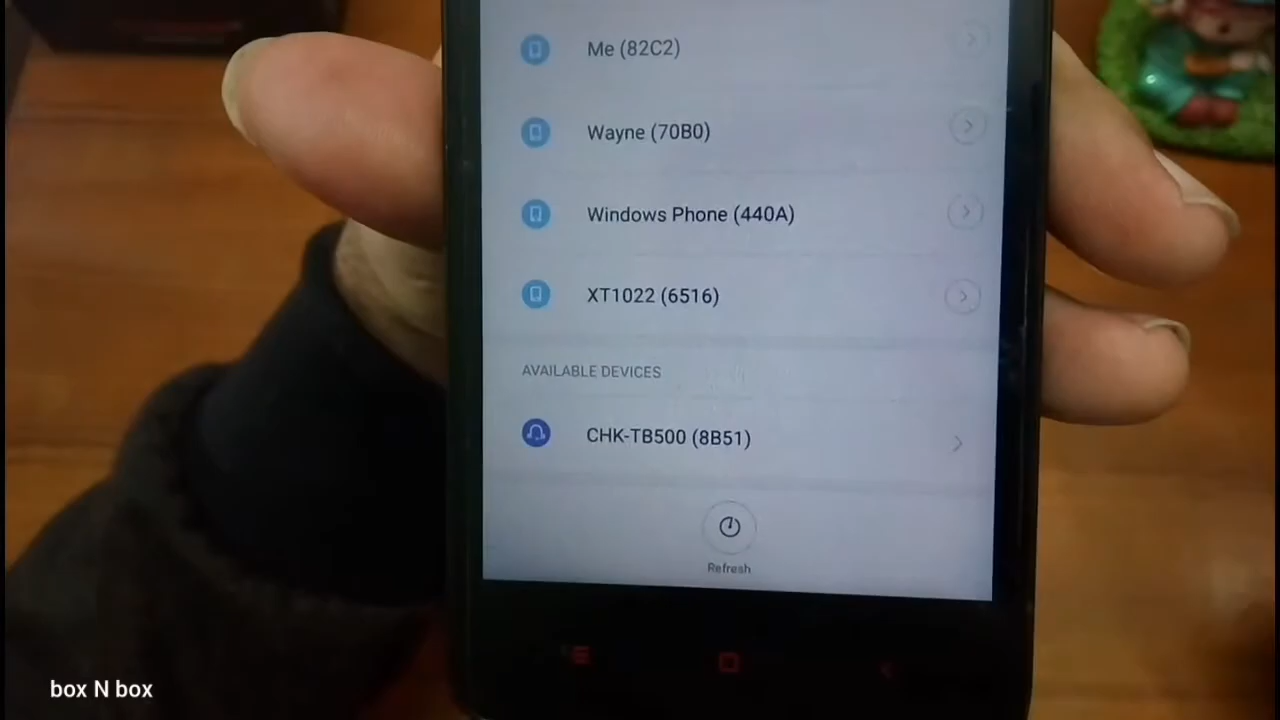 Me (82C2)
Wayne (70B0)
Windows Phone (440A)
XT1022 (6516)
AVAILABLE DEVICES
CHK-TB500 (8B51)
Refresh
box N box